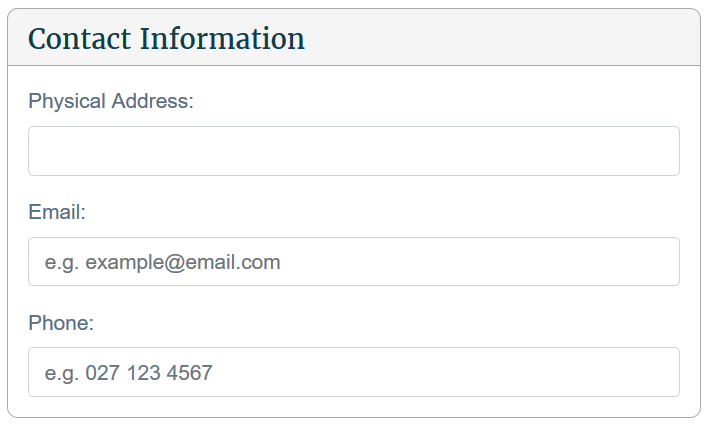 Contact Information
Physical Address:
Email:
e.g. example@email.com
Phone:
e.g. 027 123 4567